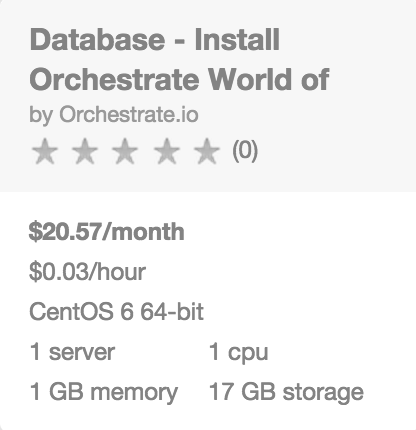 Database - Install
Orchestrate World of
by Orchestrate.io
(0)
$20.57/month
$0.03/hour
CentOS 6 64-bit
1 server 1 cpu
1 GB memory 17 GB storage